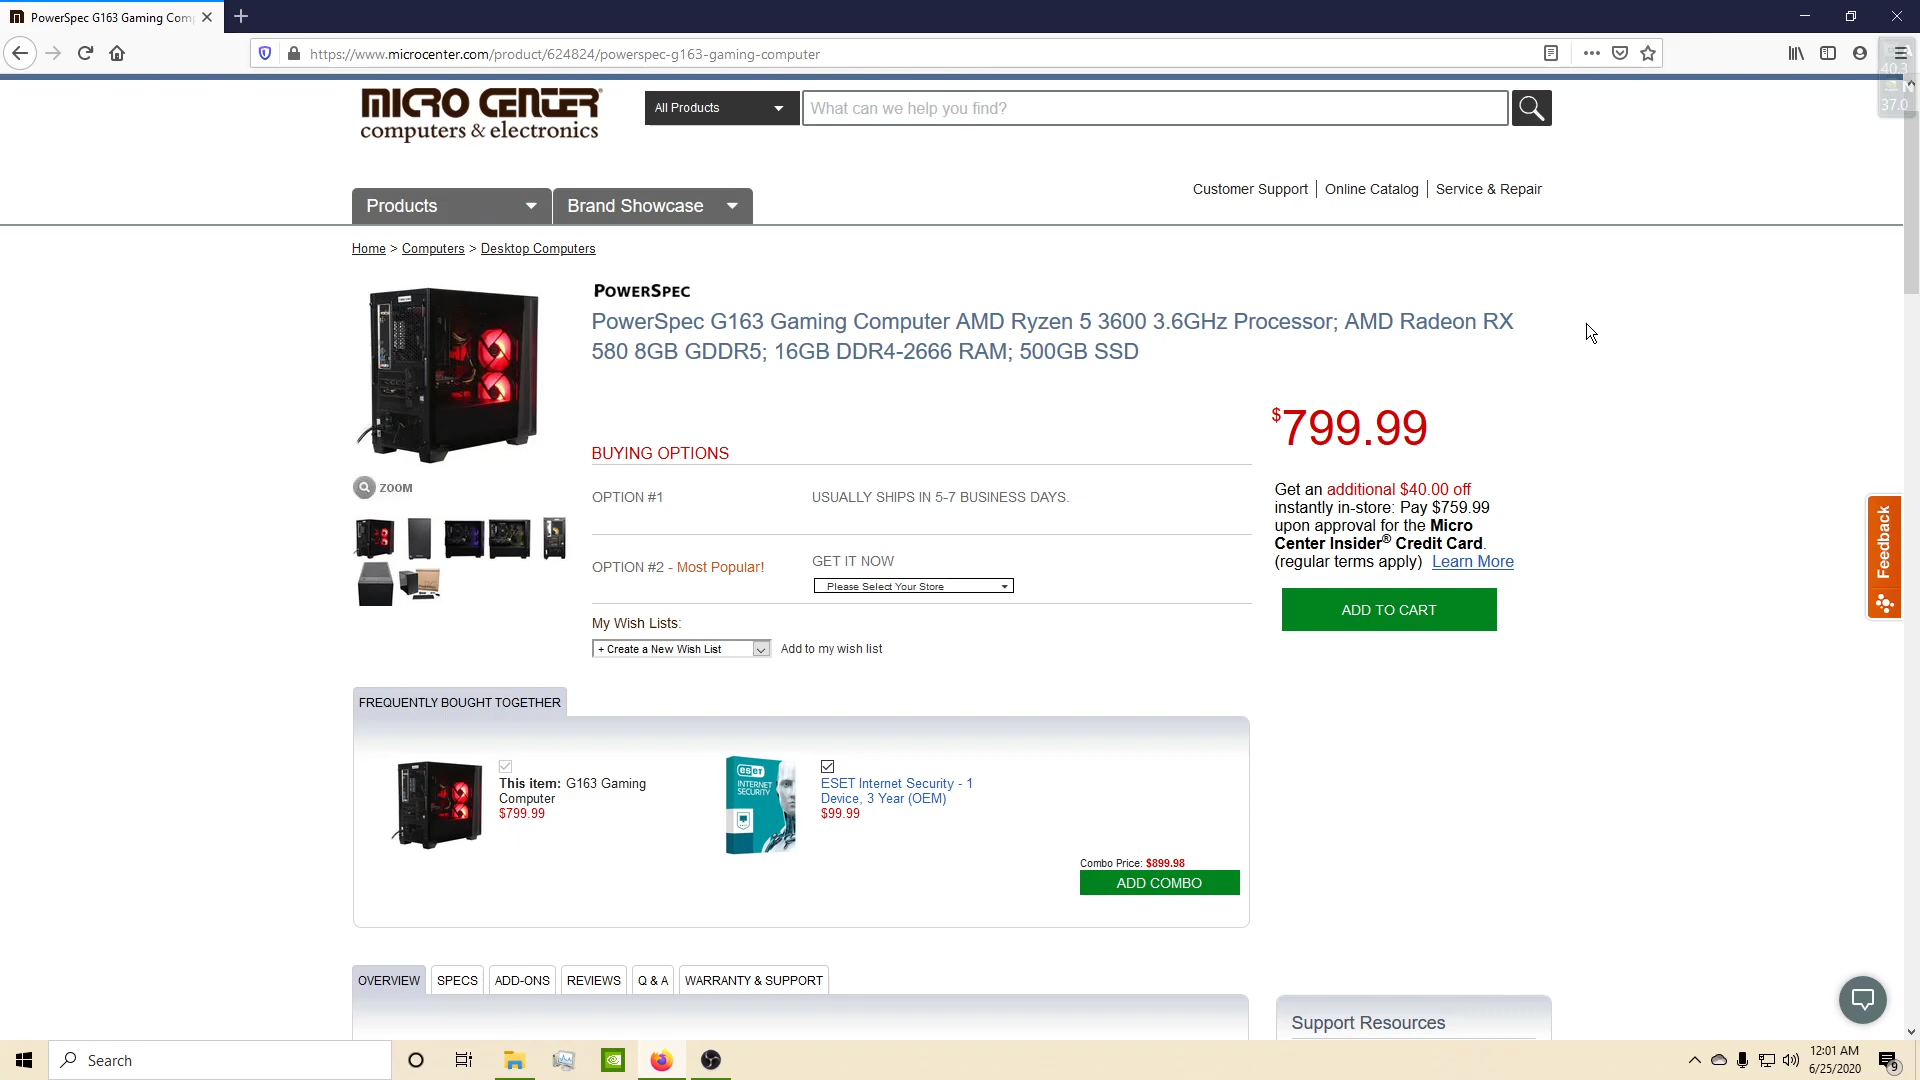 PowerSpec G163 Gaming Com
https://www.microcenter.com/product/624824/powerspec-g163-gaming-computer
40.3
N
37.0
MICRO CENTER
computers & electronics
All Products
What can we help you find?
Customer Support
Online Catalog
Service & Repair
Products
Brand Showcase
Home > Computers > Desktop Computers
POWERSPEC
PowerSpec G163 Gaming Computer AMD Ryzen 5 3600 3.6GHz Processor; AMD Radeon RX
580 8GB GDDR5; 16GB DDR4-2666 RAM; 500GB SSD
$799.99
BUYING OPTIONS
OPTION #1
USUALLY SHIPS IN 5-7 BUSINESS DAYS.
Get an additional $40.00 off
instantly in-store: Pay $759.99
upon approval for the Micro
Center Insider® Credit Card.
(regular terms apply) Learn More
ZOOM
OPTION #2 - Most Popular!
GET IT NOW
Please Select Your Store
ADD TO CART
Feedback
My Wish Lists:
+ Create a New Wish List
Add to my wish list
FREQUENTLY BOUGHT TOGETHER
This item: G163 Gaming
Computer
$799.99
eset
INTERNET
SECURITY
ESET Internet Security - 1
Device, 3 Year (OEM)
$99.99
Combo Price: $899.98
ADD COMBO
OVERVIEW
SPECS
ADD-ONS
REVIEWS
Q & A
WARRANTY & SUPPORT
Support Resources
Search
12:01 AM
6/25/2020
9